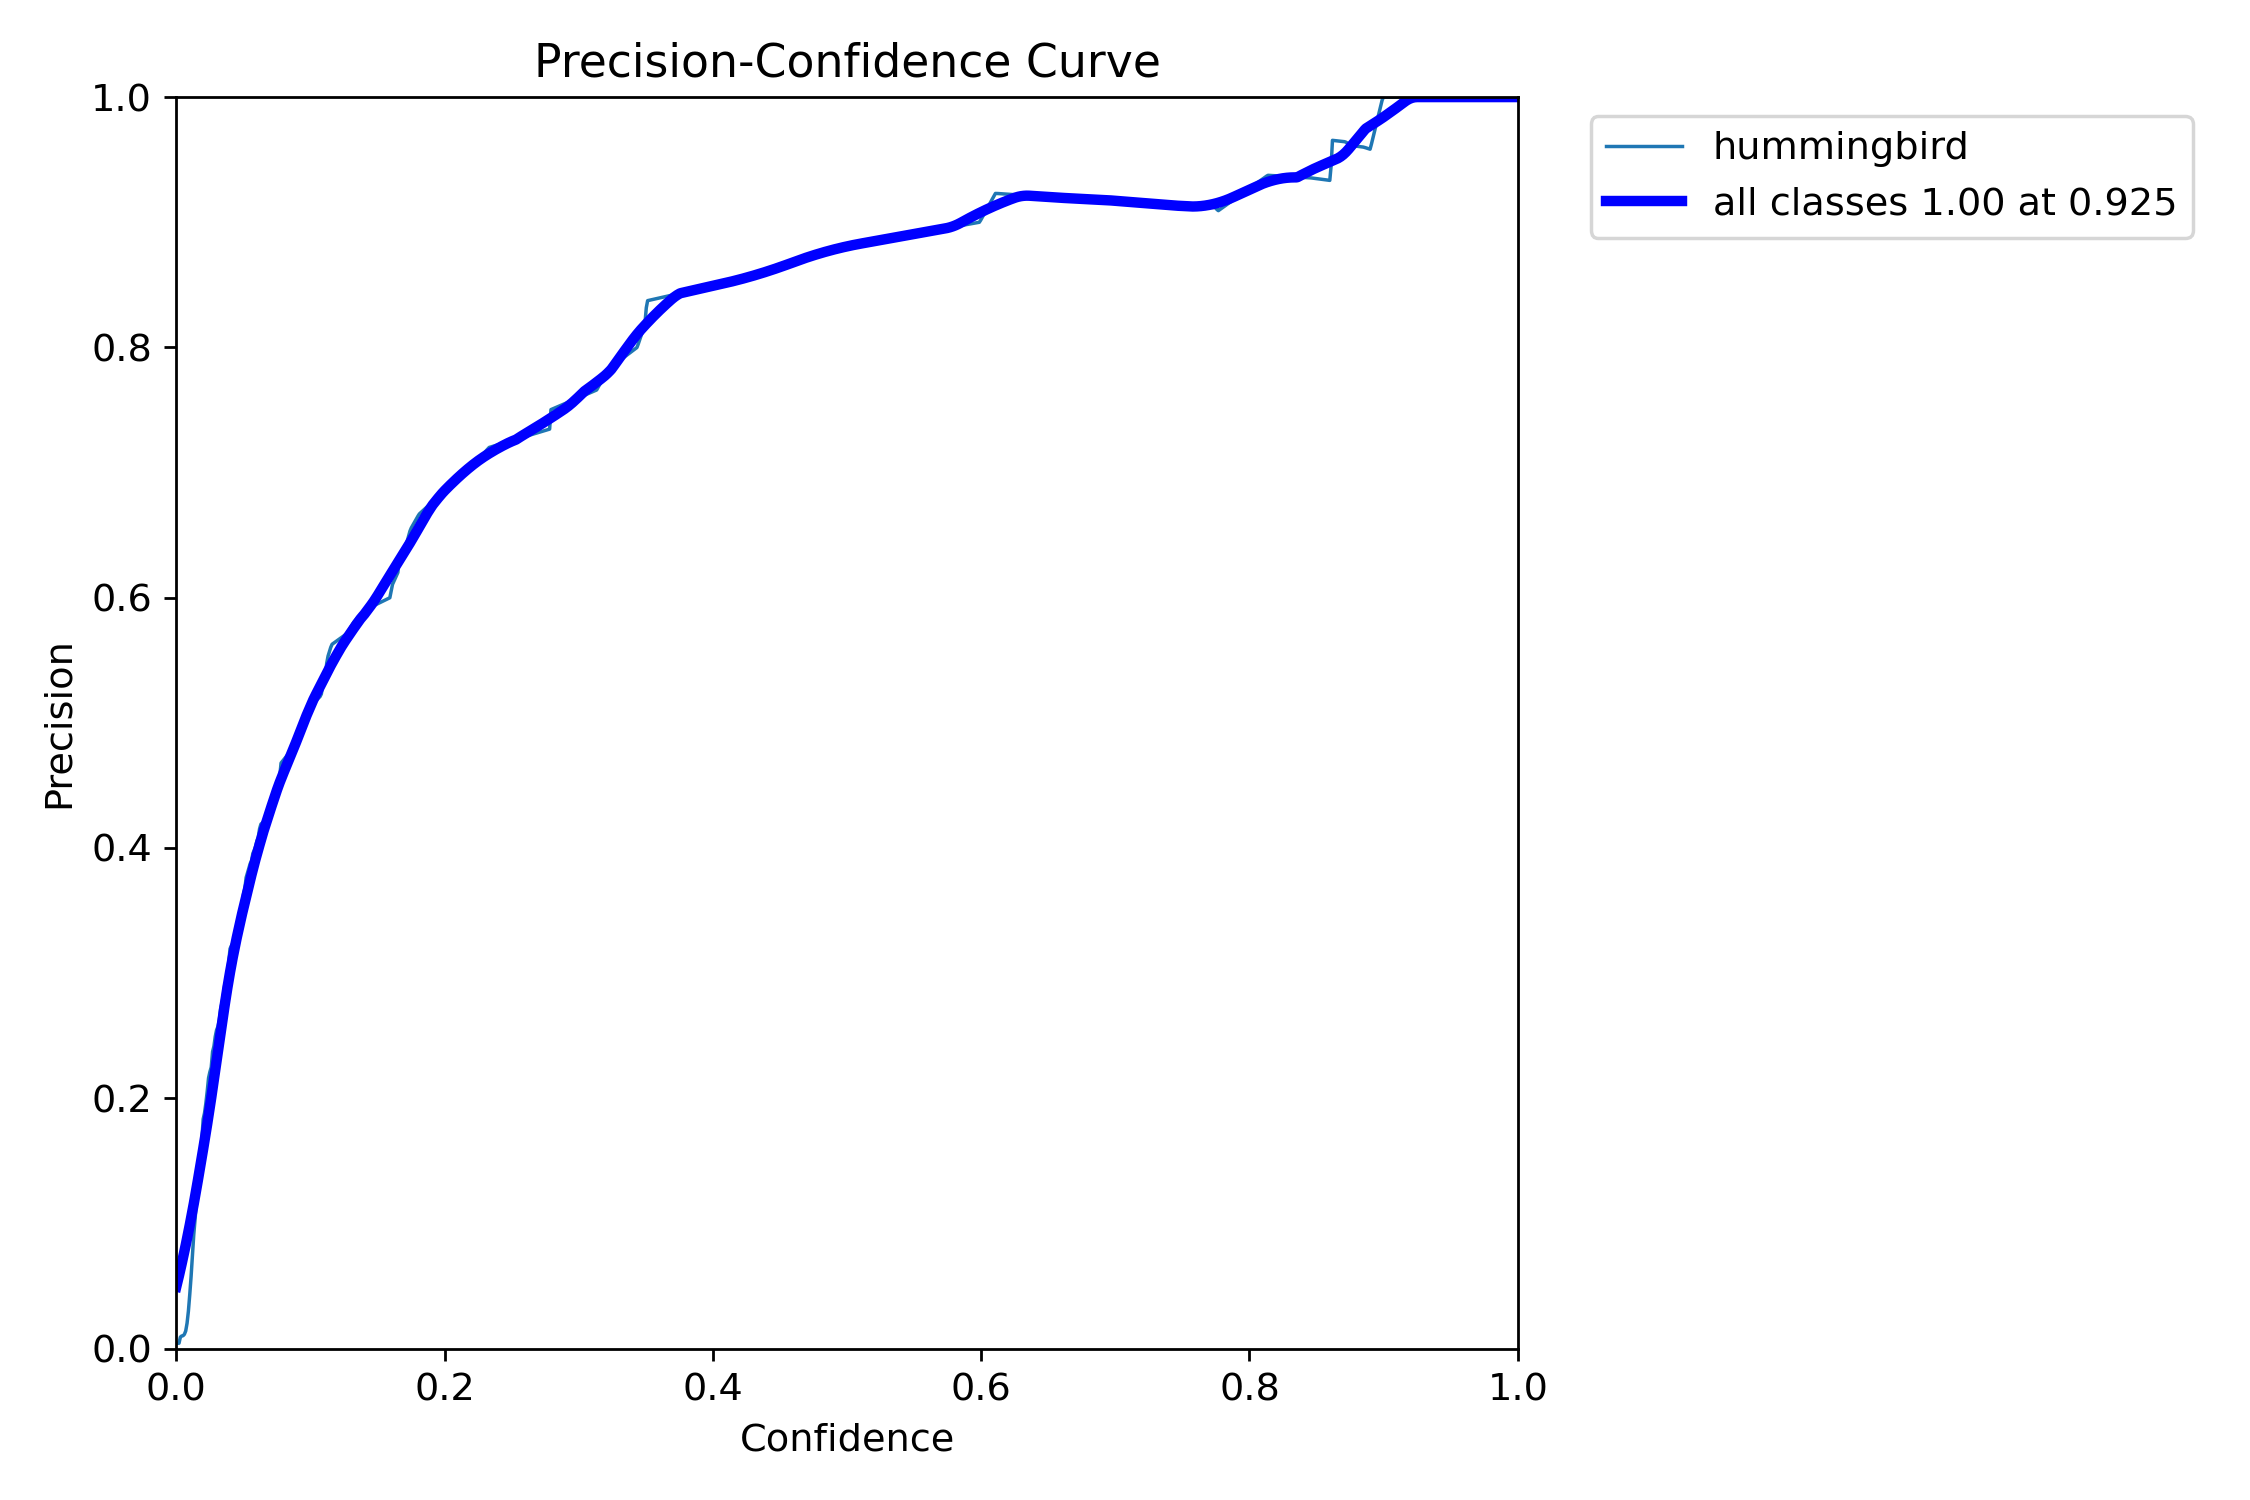 Precision-Confidence Curve
1.0
0.8
0.6
0.4
0.2
0.0
Precision
0.0 0.2 0.4 0.6 0.8 1.0
Confidence
hummingbird
all classes 1.00 at 0.925